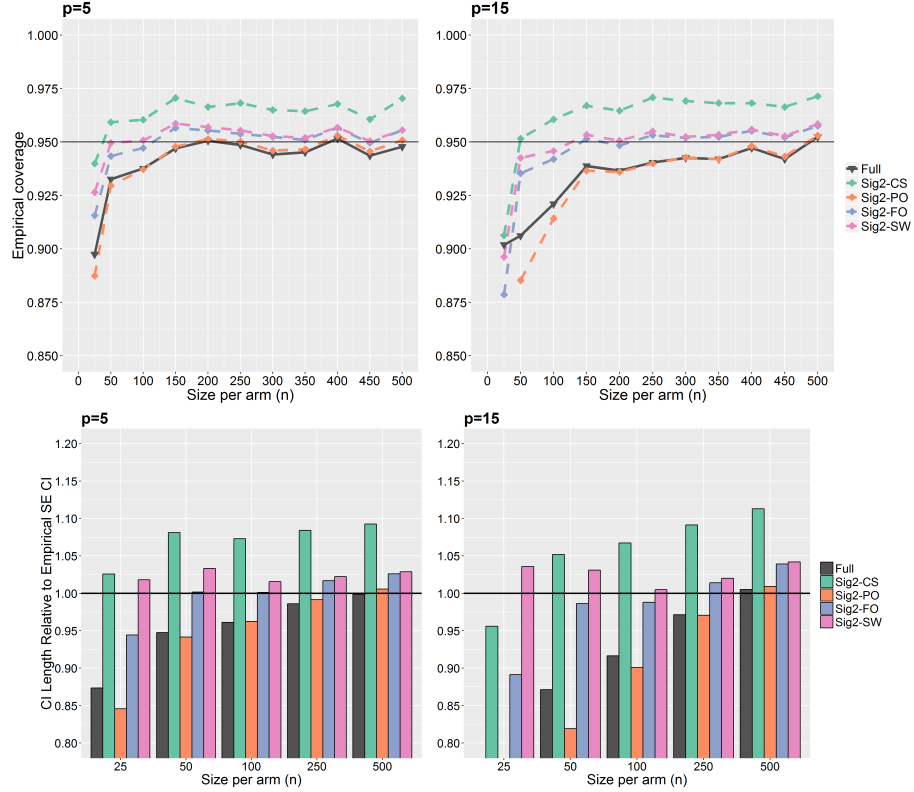 p=5
p=15
Empirical coverage
1.000
0.975
0.950
0.925
0.900
0.875
0.850
0 50 100 150 200 250 300 350 400 450 500
Size per arm (n)
1.000
0.975
0.950
0.925
0.900
0.875
0.850
0 50 100 150 200 250 300 350 400 450 500
Size per arm (n)
Full
Sig2-CS
Sig2-PO
Sig2-FO
Sig2-SW
p=5
p=15
CI Length Relative to Empirical SE CI
1.20
1.15
1.10
1.05
1.00
0.95
0.90
0.85
0.80
25 50 100 250 500
Size per arm (n)
1.20
1.15
1.10
1.05
1.00
0.95
0.90
0.85
0.80
25 50 100 250 500
Size per arm (n)
Full
Sig2-CS
Sig2-PO
Sig2-FO
Sig2-SW